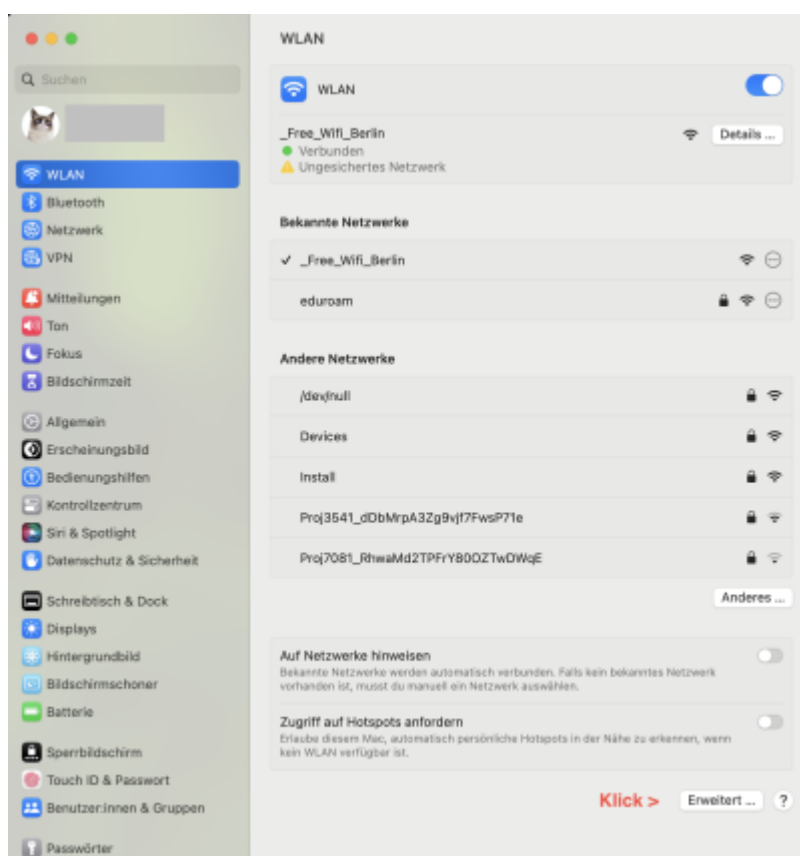 WLAN
Suchen
WLAN
Bluetooth
Netzwerk
VPN
Mitteilungen
Ton
Fokus
Bildschirmzeit
Allgemein
Erscheinungsbild
Bedienungshilfen
Kontrollzentrum
Siri & Spotlight
Datenschutz & Sicherheit
Schreibtisch & Dock
Displays
Hintergrundbild
Bildschirmschoner
Batterie
Sperrbildschirm
Touch ID & Passwort
Benutzer:innen & Gruppen
Passwörter
WLAN
_Free_Wifi_Berlin
Details ...
Verbunden
Ungesichertes Netzwerk
Bekannte Netzwerke
_Free_Wifi_Berlin
eduroam
Andere Netzwerke
/dev/null
Devices
Install
Proj3541_dDbMrpA3Zg9vjf7FwsP71e
Proj7081_RhwaMd2TPFrY80OZTwDWqE
Anderes ...
Auf Netzwerke hinweisen
Bekannte Netzwerke werden automatisch verbunden. Falls kein bekanntes Netzwerk
vorhanden ist, musst du manuell ein Netzwerk auswählen.
Zugriff auf Hotspots anfordern
Erlaube diesem Mac, automatisch persönliche Hotspots in der Nähe zu erkennen, wenn
kein WLAN verfügbar ist.
Klick > Erweitert ... ?